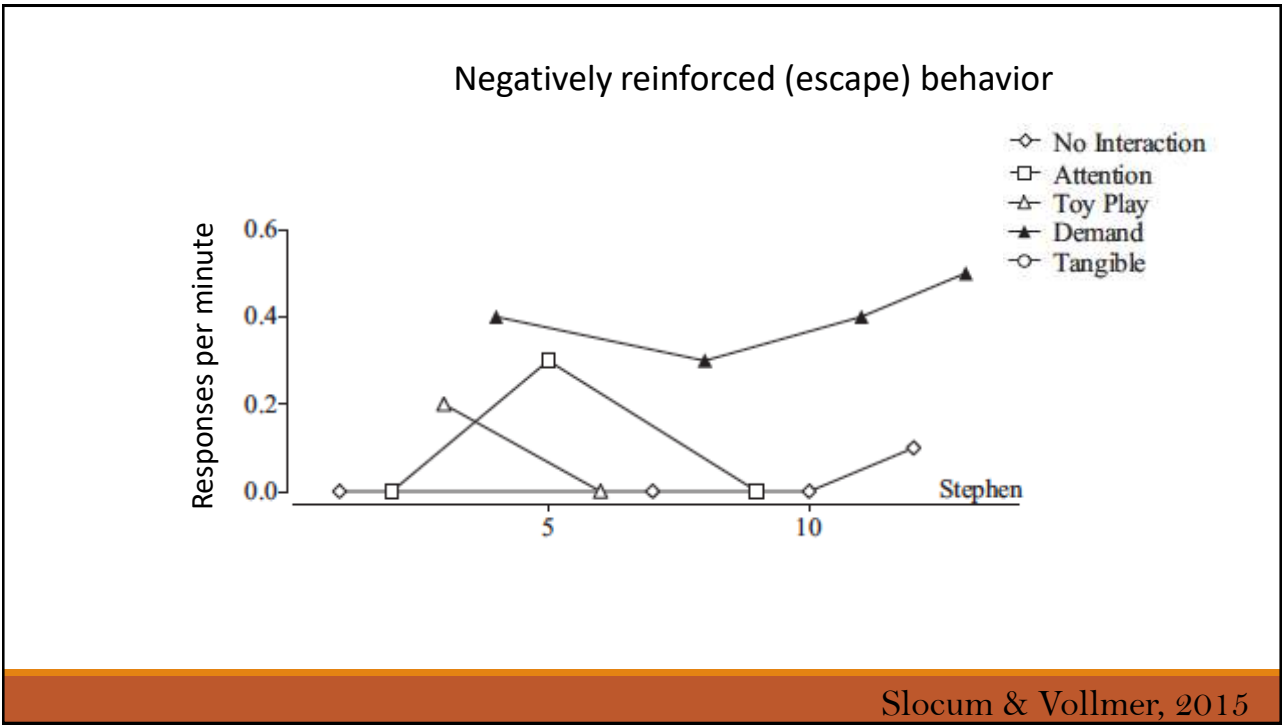 Negatively reinforced (escape) behavior
No Interaction
Attention
Toy Play
Demand
Tangible
Responses per minute
0.6
0.4
0.2
0.0
Stephen
5
10
Slocum & Vollmer, 2015